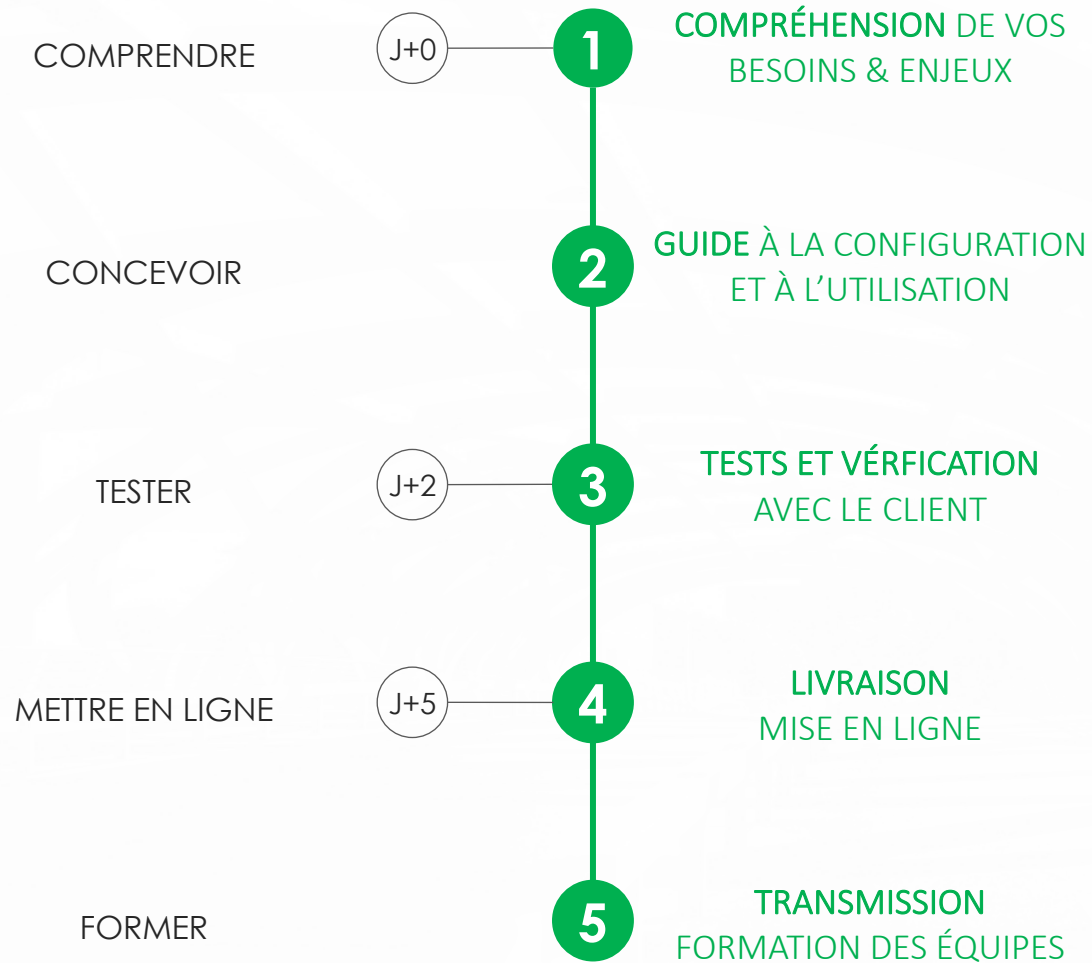 COMPRENDRE
J+0
1
COMPRÉHENSION DE VOS
BESOINS & ENJEUX
CONCEVOIR
2
GUIDE À LA CONFIGURATION
ET À L’UTILISATION
TESTER
J+2
3
TESTS ET VÉRFICATION
AVEC LE CLIENT
METTRE EN LIGNE
J+5
4
LIVRAISON
MISE EN LIGNE
FORMER
5
TRANSMISSION
FORMATION DES ÉQUIPES